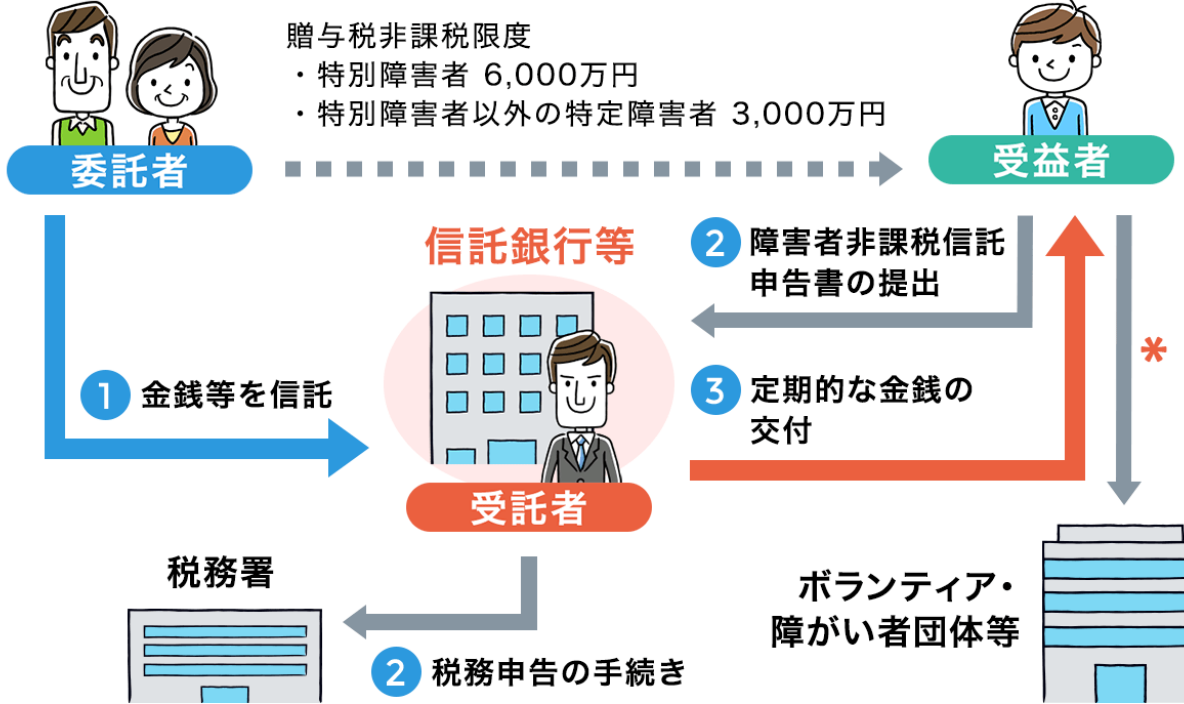 贈与税非課税限度
・特別障害者 6,000万円
・特別障害者以外の特定障害者 3,000万円
委託者
受益者
信託銀行等
2 障害者非課税信託
申告書の提出
1 金銭等を信託
3 定期的な金銭の
交付
*
受託者
税務署
2 税務申告の手続き
ボランティア・
障がい者団体等